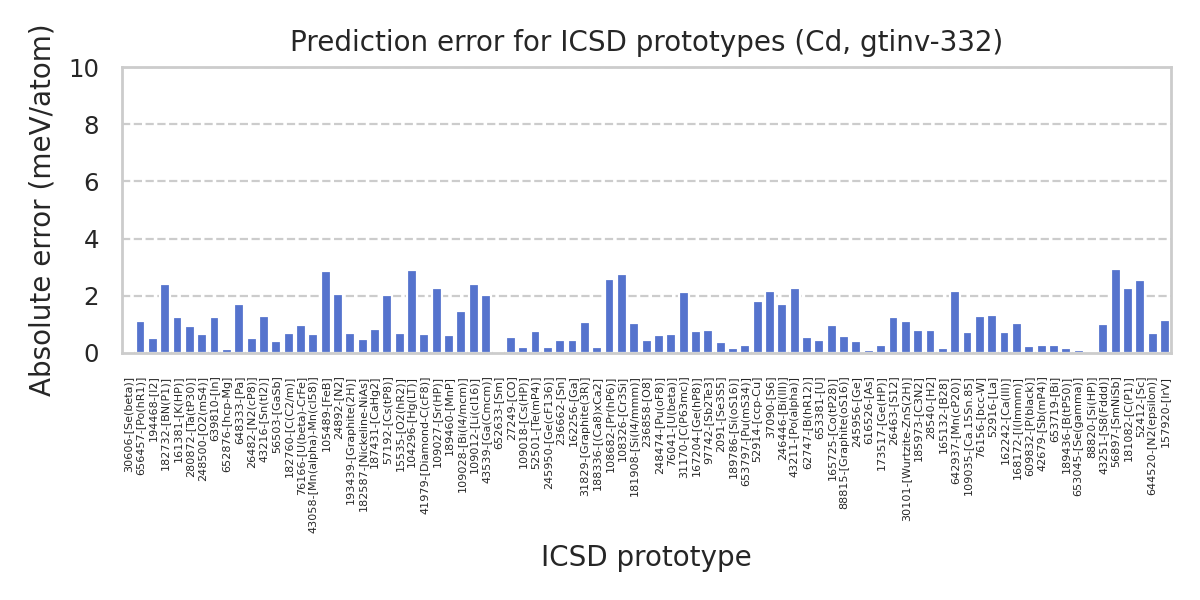 Prediction error for ICSD prototypes (Cd, gtinv-332)
Absolute error (meV/atom)
10
8
6
4
2
0
30606-[Se(beta)]
656457-[Po(hR1)]
194468-[I2]
182732-[BN(P1)]
161381-[K(HP)]
280872-[Ta(tP30)]
248500-[O2(mS4)]
639810-[In]
652876-[hcp-Mg]
648333-[Pa]
26482-[N2(cP8)]
43216-[Sn(tI2)]
56503-[GaSb]
182760-[C(C2/m)]
76166-[U(beta)-CrFe]
43058-[Mn(alpha)-Mn(cI58)]
105489-[FeB]
24892-[N2]
193439-[Graphite(2H)]
182587-[Nickeline-NiAs]
187431-[CaHg2]
57192-[Cs(tP8)]
15535-[O2(hR2)]
104296-[Hg(LT)]
41979-[Diamond-C(cF8)]
109027-[Sr(HP)]
189460-[MnP]
109028-[Bi(I4/mcm)]
109012-[Li(cI16)]
43539-[Ga(Cmcm)]
652633-[Sm]
27249-[CO]
109018-[Cs(HP)]
52501-[Te(mP4)]
245950-[Ge(cF136)]
236662-[Sn]
162256-[Ga]
31829-[Graphite(3R)]
188336-[(Ca8)xCa2]
108682-[Pr(hP6)]
108326-[Cr3Si]
181908-[Si(I4/mmm)]
236858-[O8]
248474-[Pu(oF8)]
76041-[U(beta)]
31170-[C(P63mc)]
167204-[Ge(hP8)]
97742-[Sb2Te3]
2091-[Se3S5]
189786-[Si(oS16)]
653797-[Pu(mS34)]
52914-[ccp-Cu]
37090-[S6]
246446-[Bi(III)]
43211-[Po(alpha)]
62747-[B(hR12)]
653381-[U]
165725-[Co(tP28)]
88815-[Graphite(oS16)]
245956-[Ge]
616526-[As]
173517-[Ge(HP)]
26463-[S12]
30101-[Wurtzite-ZnS(2H)]
185973-[C3N2]
28540-[H2]
165132-[B28]
642937-[Mn(cP20)]
109035-[Ca.15Sn.85]
76156-[bcc-W]
52916-[La]
162242-[Ca(III)]
168172-[I(Immm)]
609832-[P(black)]
42679-[Sb(mP4)]
653719-[Bi]
189436-[B(tP50)]
653045-[Se(gamma)]
88820-[Si(HP)]
43251-[S8(Fddd)]
56897-[SmNiSb]
181082-[C(P1)]
52412-[Sc]
644520-[N2(epsilon)]
157920-[IrV]
ICSD prototype